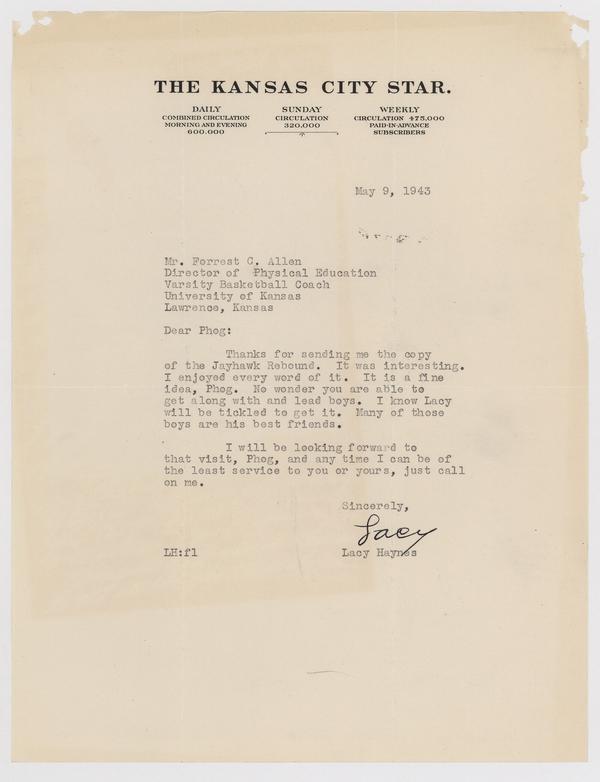 THE KANSAS CITY STAR.
DAILY
COMBINED CIRCULATION
MORNING AND EVENING
600,000
SUNDAY
CIRCULATION
320,000
WEEKLY
CIRCULATION 475,000
PAID-IN-ADVANCE
SUBSCRIBERS
May 9, 1943
Mr. Forrest C. Allen
Director of Physical Education
Varsity Basketball Coach
University of Kansas
Lawrence, Kansas
Dear Phog:
Thanks for sending me the copy
of the Jayhawk Rebound. It was interesting.
I enjoyed every word of it. It is a fine
idea, Phog. No wonder you are able to
get along with and lead boys. I know Lacy
will be tickled to get it. Many of those
boys are his best friends.
I will be looking forward to
that visit, Phog, and any time I can be of
the least service to you or yours, just call
on me.
Sincerely,
Lacy
LH:fl
Lacy Haynes